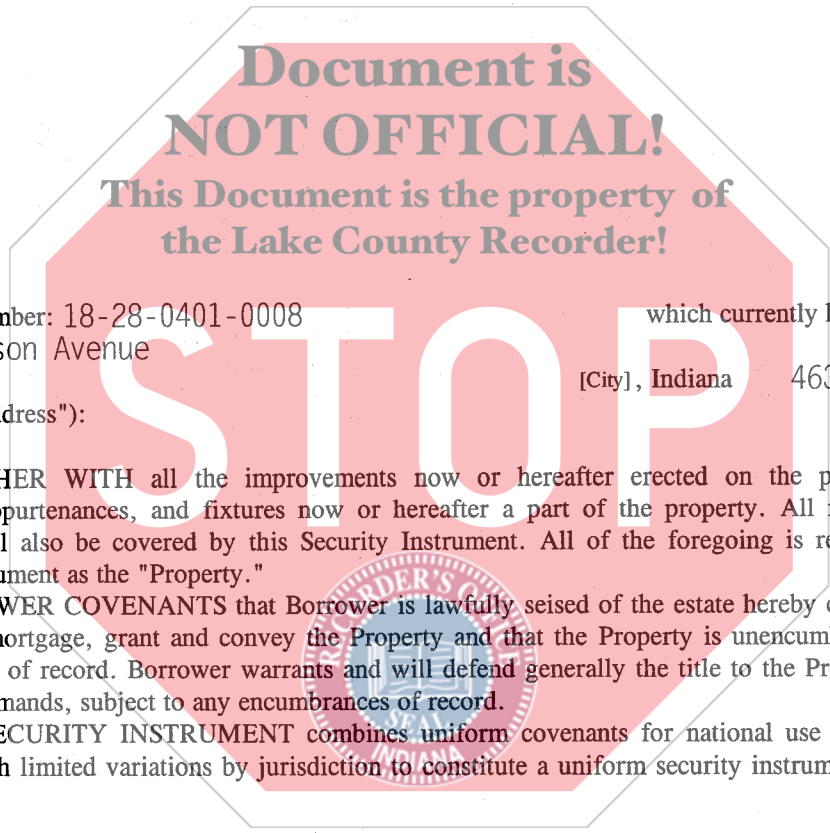 Document is
NOT OFFICIAL!
This Document is the property of
the Lake County Recorder!
STOP
mber: 18-28-0401-0008 which currently
son Avenue
[City], Indiana 463
dress"):
HER WITH all the improvements now or hereafter erected on the p
ppurtenances, and fixtures now or hereafter a part of the property. All
l also be covered by this Security Instrument. All of the foregoing is re
ument as the "Property."
WER COVENANTS that Borrower is lawfully seised of the estate hereby
mortgage, grant and convey the Property and that the Property is unencumb
of record. Borrower warrants and will defend generally the title to the Pr
mands, subject to any encumbrances of record.
ECURITY INSTRUMENT combines uniform covenants for national use
h limited variations by jurisdiction to constitute a uniform security instrum
RECORDER'S OFFICE
SEAL
INDIANA